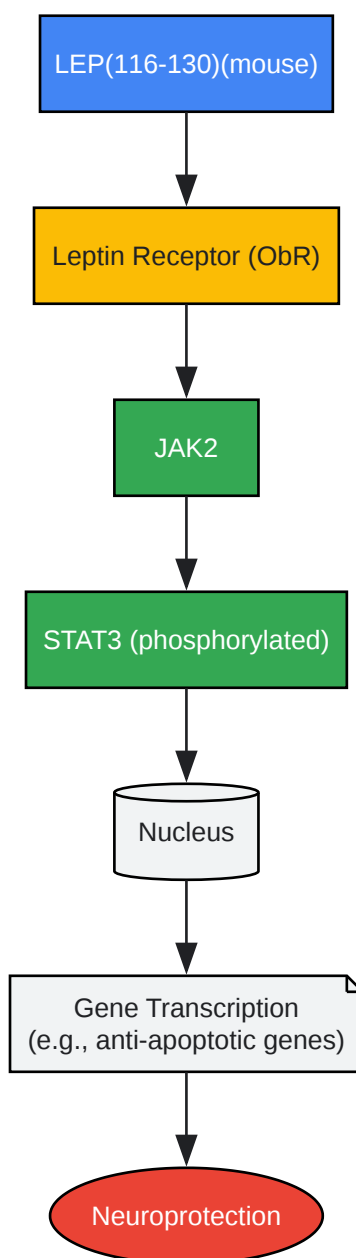 LEP(116-130)(mouse)
Leptin Receptor (ObR)
JAK2
STAT3 (phosphorylated)
Nucleus
Gene Transcription
(e.g., anti-apoptotic genes)
Neuroprotection